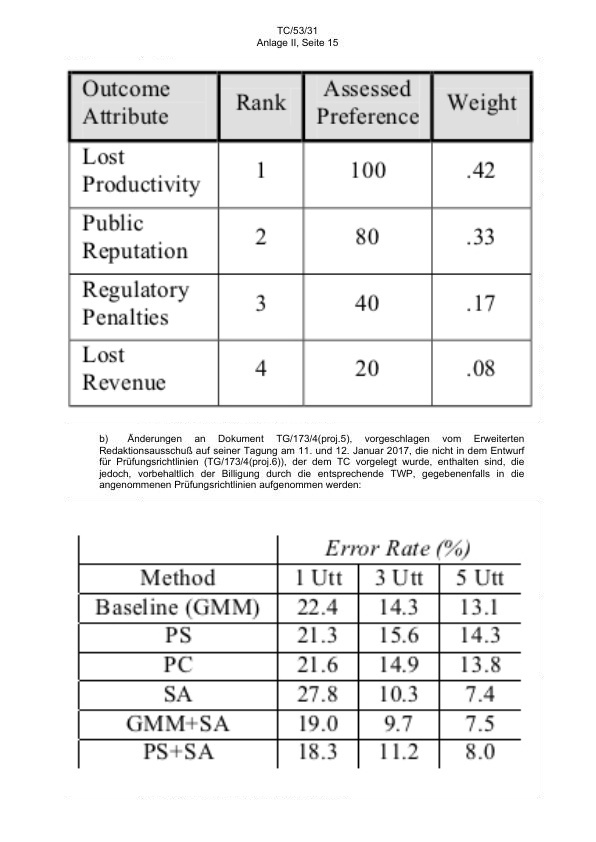 TC/53/31
Anlage II, Seite 15
Outcome Attribute Rank Assessed Preference Weight
Lost Productivity 1 100 .42
Public Reputation 2 80 .33
Regulatory Penalties 3 40 .17
Lost Revenue 4 20 .08
b) Änderungen an Dokument TG/173/4(proj.5), vorgeschlagen vom Erweiterten
Redaktionsausschuß auf seiner Tagung am 11. und 12. Januar 2017, die nicht in dem Entwurf
für Prüfungsrichtlinien (TG/173/4(proj.6)), der dem TC vorgelegt wurde, enthalten sind, die
jedoch, vorbehaltlich der Billigung durch die entsprechende TWP, gegebenenfalls in die
angenommenen Prüfungsrichtlinien aufgenommen werden:
Error Rate (%)
Method 1 Utt 3 Utt 5 Utt
Baseline (GMM) 22.4 14.3 13.1
PS 21.3 15.6 14.3
PC 21.6 14.9 13.8
SA 27.8 10.3 7.4
GMM+SA 19.0 9.7 7.5
PS+SA 18.3 11.2 8.0